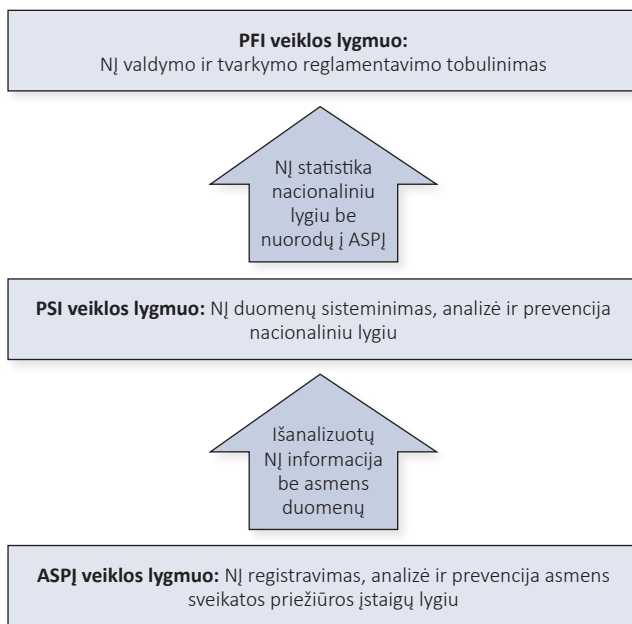 PFI veiklos lygmuo:
NĮ valdymo ir tvarkymo reglamentavimo tobulinimas
NĮ statistika
nacionaliniu
lygiu be
nuorodų į ASPĮ
PSI veiklos lygmuo: NĮ duomenų sisteminimas, analizė ir prevencija
nacionaliniu lygiu
Išanalizuotų
NĮ informacija
be asmens
duomenų
ASPĮ veiklos lygmuo: NĮ registravimas, analizė ir prevencija asmens
sveikatos priežiūros įstaigų lygiu